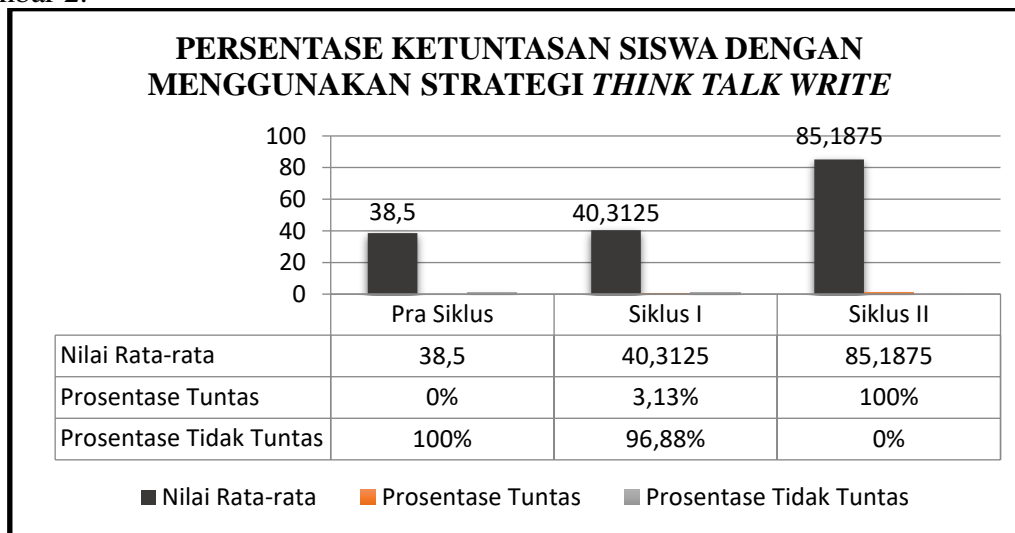 PERSENTASE KETUNTASAN SISWA DENGAN
MENGGUNAKAN STRATEGI THINK TALK WRITE
100
80
60
40
20
0
38,5
40,3125
85,1875
Pra Siklus Siklus I Siklus II
Nilai Rata-rata 38,5 40,3125 85,1875
Prosentase Tuntas 0% 3,13% 100%
Prosentase Tidak Tuntas 100% 96,88% 0%
Nilai Rata-rata Prosentase Tuntas Prosentase Tidak Tuntas